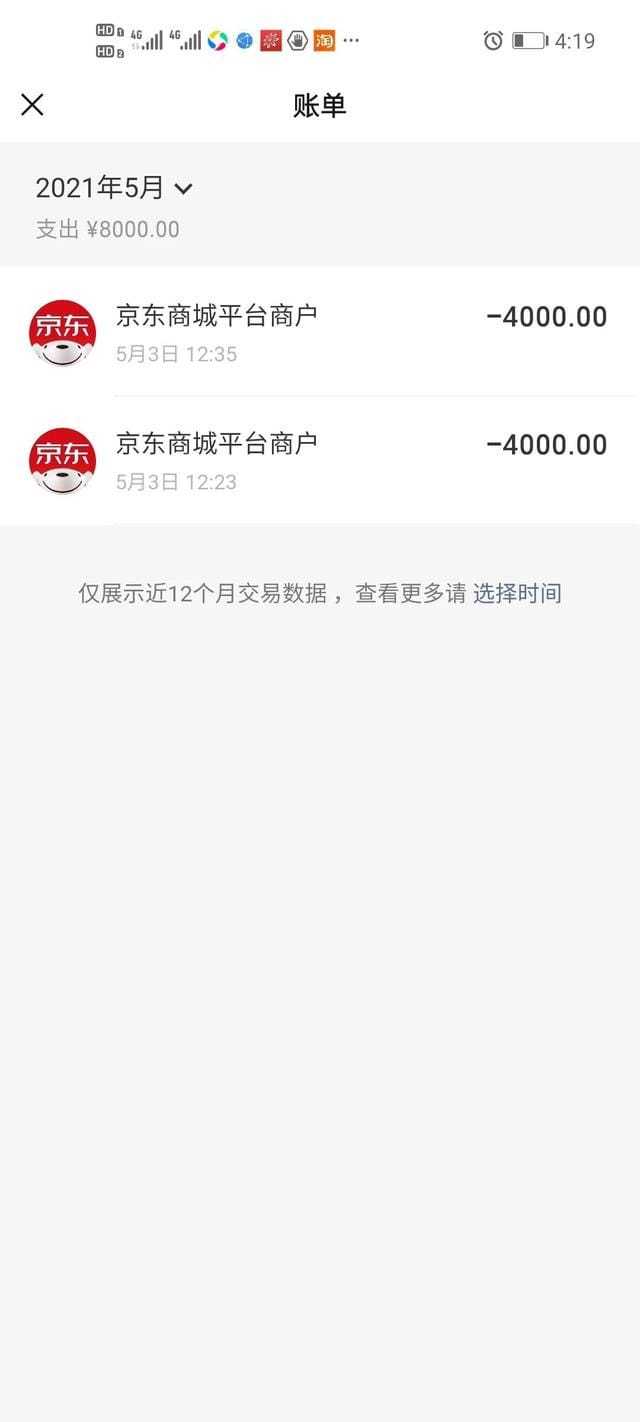 HD 1 4G 4G ... 4:19
HD 2
淘
账单
2021年5月
支出 ¥8000.00
京东
京东商城平台商户 -4000.00
5月3日 12:35
京东
京东商城平台商户 -4000.00
5月3日 12:23
仅展示近12个月交易数据，查看更多请 选择时间